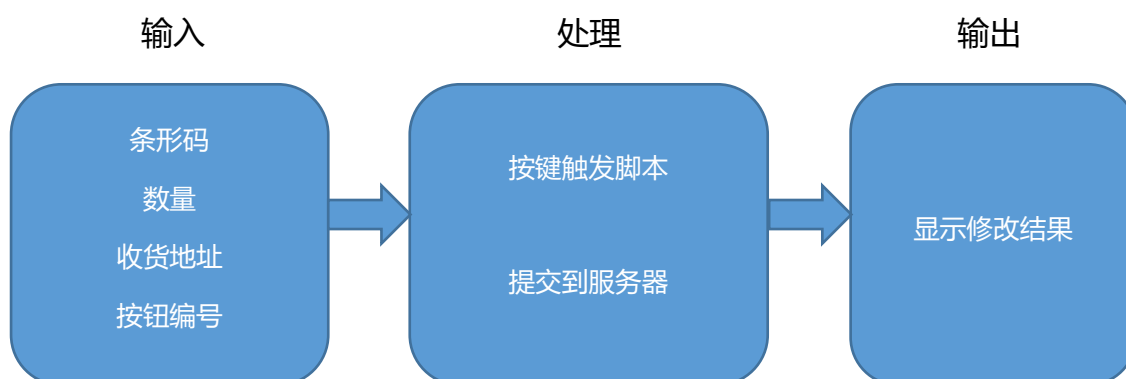 输入
处理
输出
条形码
数量
收货地址
按钮编号
按键触发脚本
提交到服务器
显示修改结果